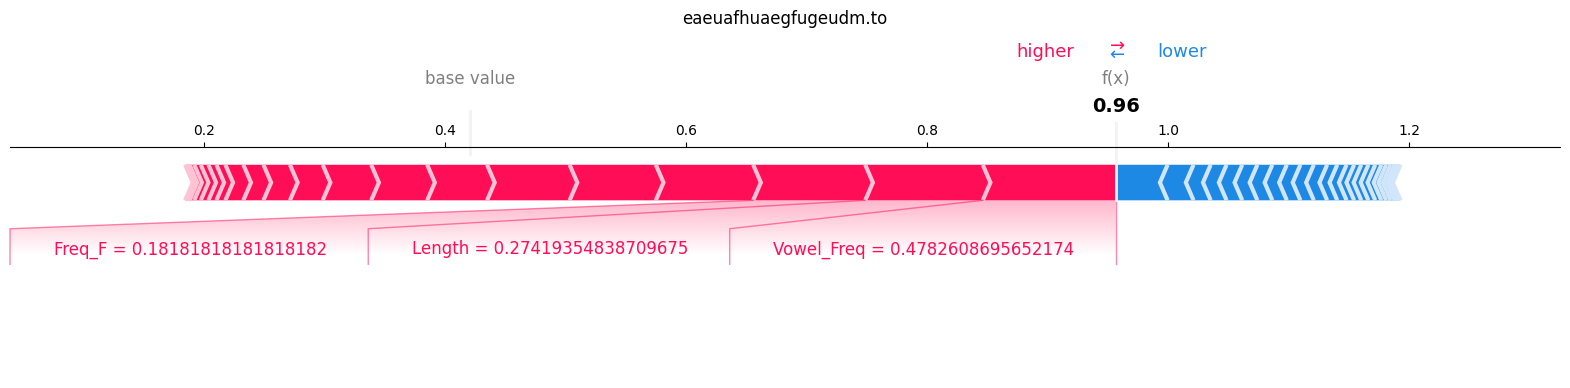 eaeuafhuaegfugeudm.to
higher ⇄ lower
base value f(x)
0.96
0.2 0.4 0.6 0.8 1.0 1.2
Freq_F = 0.18181818181818182 Length = 0.27419354838709675 Vowel_Freq = 0.4782608695652174